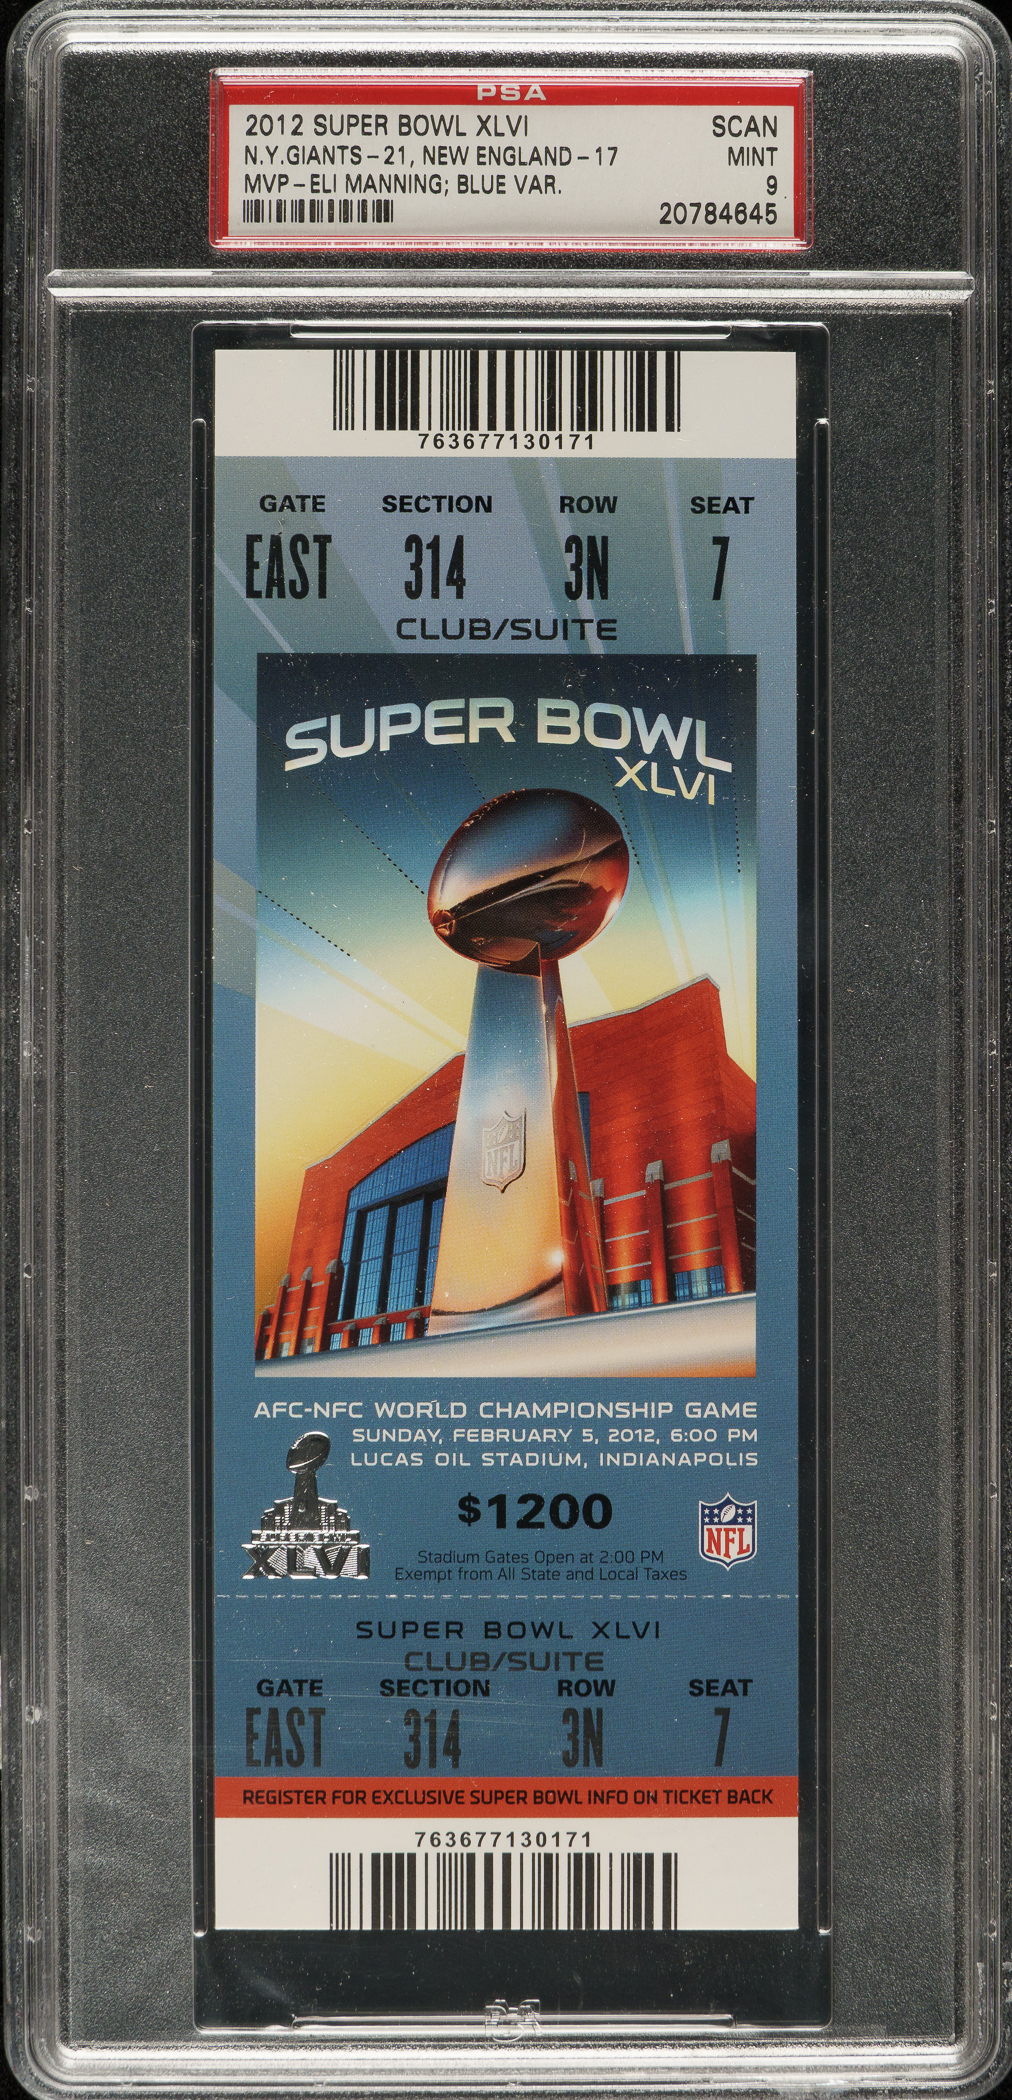 PSA
2012 SUPER BOWL XLVI SCAN
N.Y.GIANTS-21, NEW ENGLAND-17 MINT
MVP-ELI MANNING; BLUE VAR. 9
20784645
763677130171
GATE SECTION ROW SEAT
EAST 314 3N 7
CLUB/SUITE
SUPER BOWL
XLVI
NFL
AFC-NFC WORLD CHAMPIONSHIP GAME
SUNDAY, FEBRUARY 5, 2012, 6:00 PM
LUCAS OIL STADIUM, INDIANAPOLIS
$1200
SUPER BOWL
XLVI
NFL
Stadium Gates Open at 2:00 PM
Exempt from All State and Local Taxes
SUPER BOWL XLVI
CLUB/SUITE
GATE SECTION ROW SEAT
EAST 314 3N 7
REGISTER FOR EXCLUSIVE SUPER BOWL INFO ON TICKET BACK
763677130171
PSA